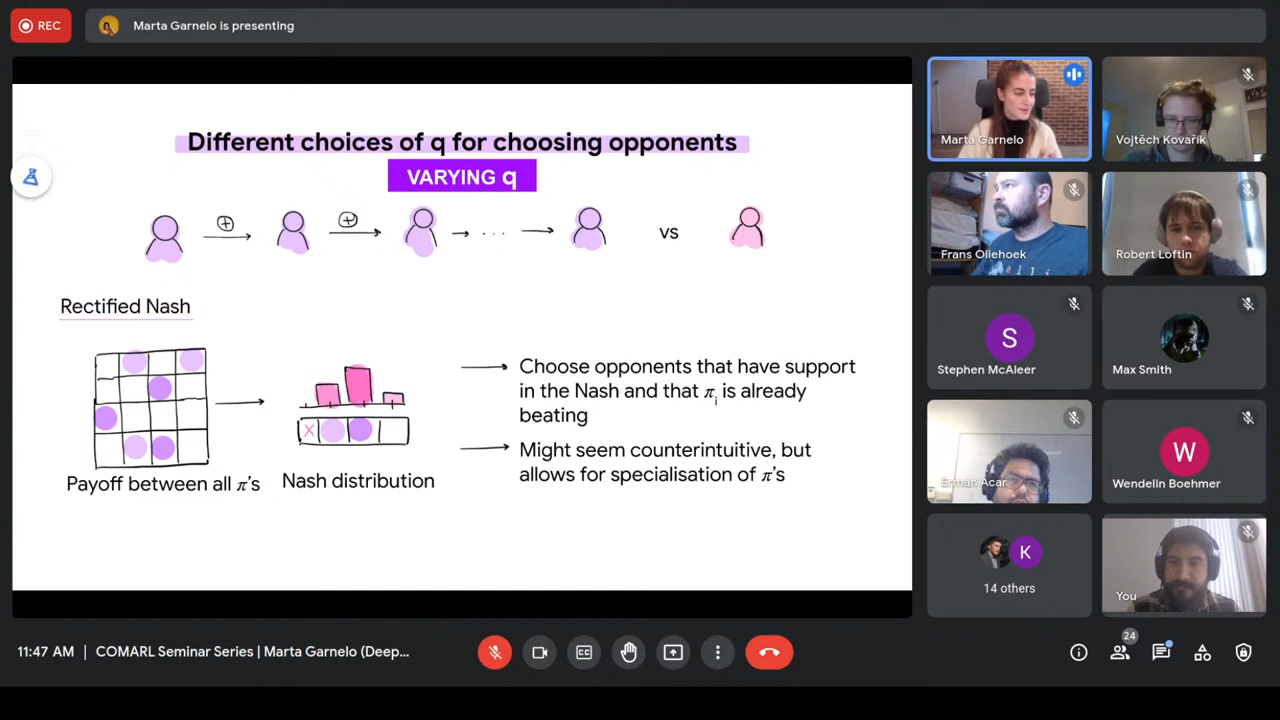 REC
Marta Garnelo is presenting
Different choices of q for choosing opponents
VARYING q
+
+
...
vs
Rectified Nash
Choose opponents that have support
in the Nash and that πi is already
beating
x
Might seem counterintuitive, but
allows for specialisation of π's
Payoff between all π's
Nash distribution
Marta Garnelo
Vojtěch Kovařík
Frans Oliehoek
Robert Loftin
S
Stephen McAleer
Max Smith
Erman Acar
W
Wendelin Boehmer
K
14 others
You
11:47 AM | COMARL Seminar Series | Marta Garnelo (Deep...
CC
24